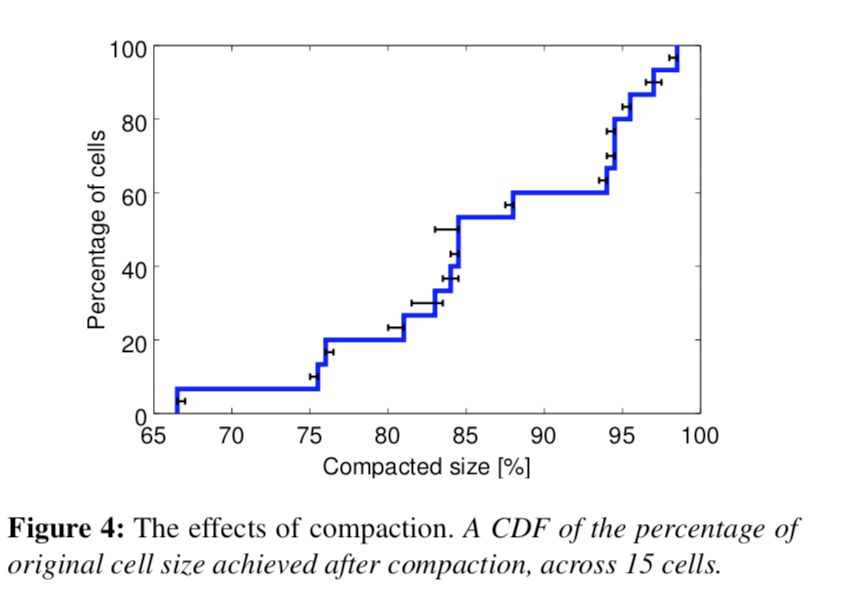 100
80
60
40
20
0
Percentage of cells
65 70 75 80 85 90 95 100
Compacted size [%]
Figure 4: The effects of compaction. A CDF of the percentage of
original cell size achieved after compaction, across 15 cells.